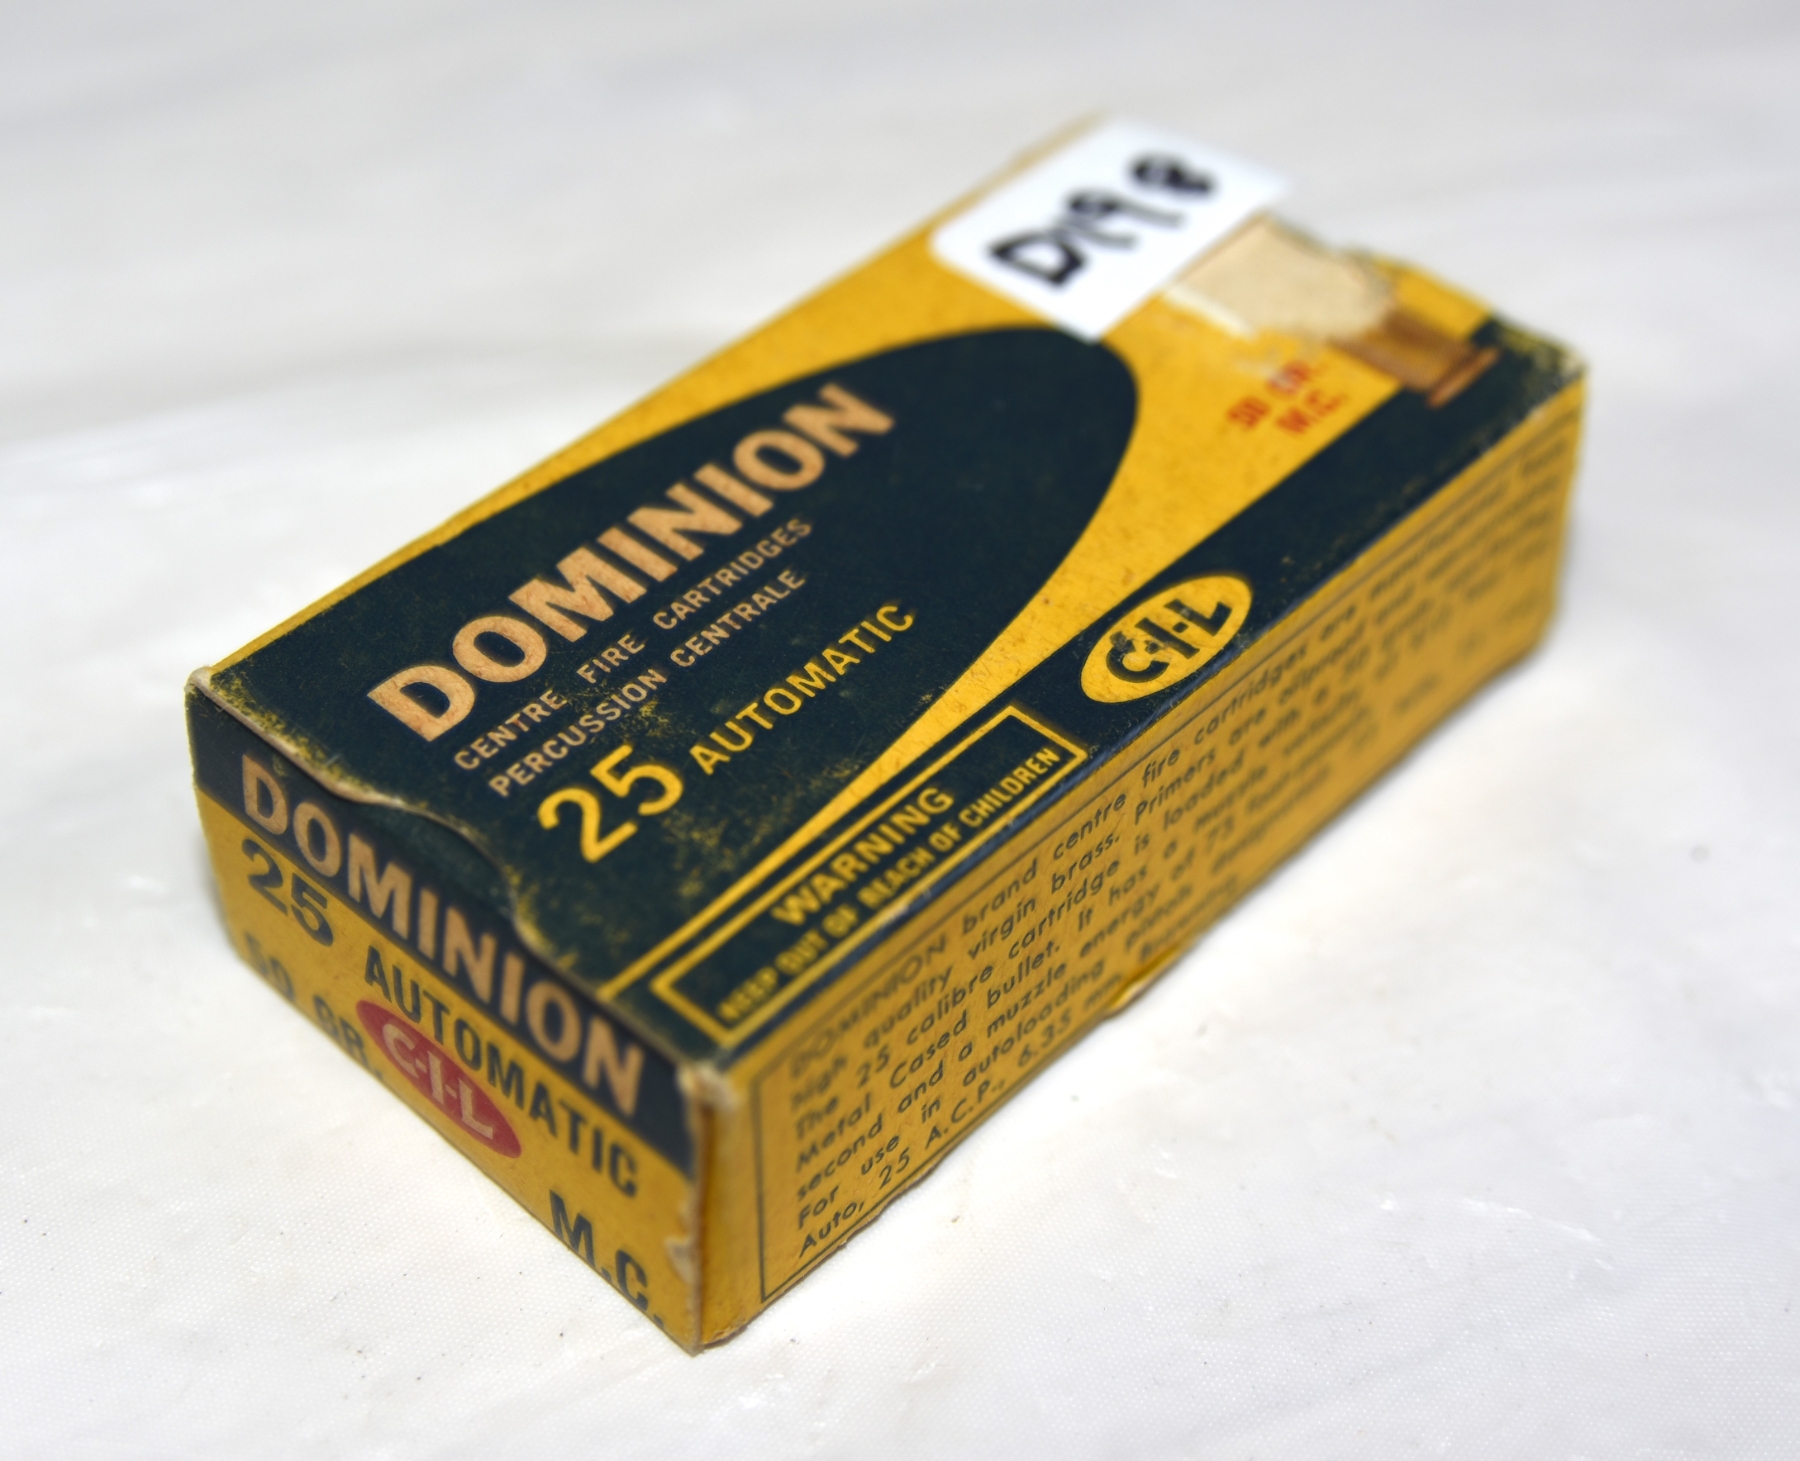 DOMINION
CENTRE FIRE CARTRIDGES
PERCUSSION CENTRALE
25 AUTOMATIC
50 GR.
M.C.
C-I-L
WARNING
KEEP OUT OF REACH OF CHILDREN
DOMINION
25 AUTOMATIC
50 GR.
C-I-L
M.C.
DOMINION brand centre fire cartridges are
high quality virgin brass. Primers are
The 25 calibre cartridge is loaded with a
Metal Cased bullet. It has a muzzle
second and a muzzle energy of 73
For use in autoloading pistols
Auto, 25 A.C.P., 6.35 mm